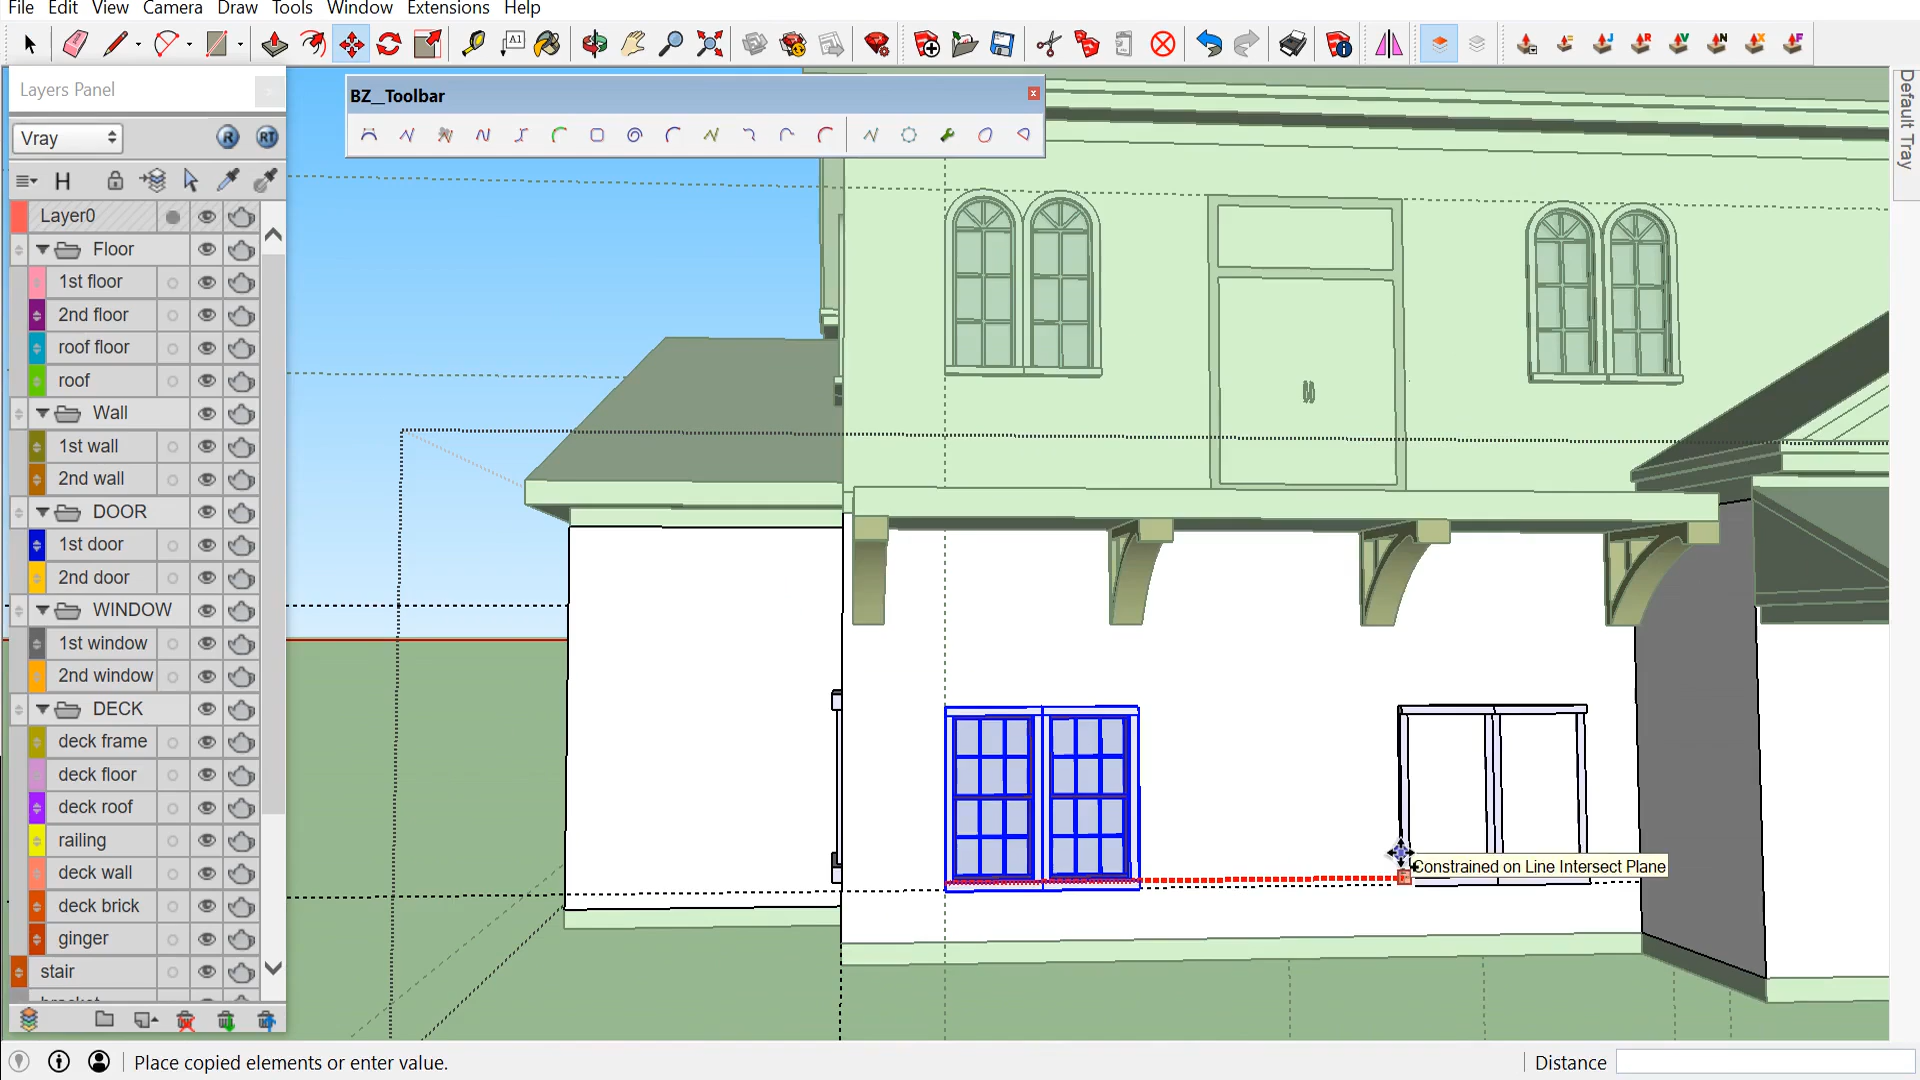 File Edit View Camera Draw Tools Window Extensions Help
A1
Layers Panel
BZ__Toolbar
Default Tray
Vray
R RT
H
Layer0
Floor
1st floor
2nd floor
roof floor
roof
Wall
1st wall
2nd wall
DOOR
1st door
2nd door
WINDOW
1st window
2nd window
DECK
deck frame
deck floor
deck roof
railing
deck wall
deck brick
ginger
stair
Constrained on Line Intersect Plane
Place copied elements or enter value.
Distance